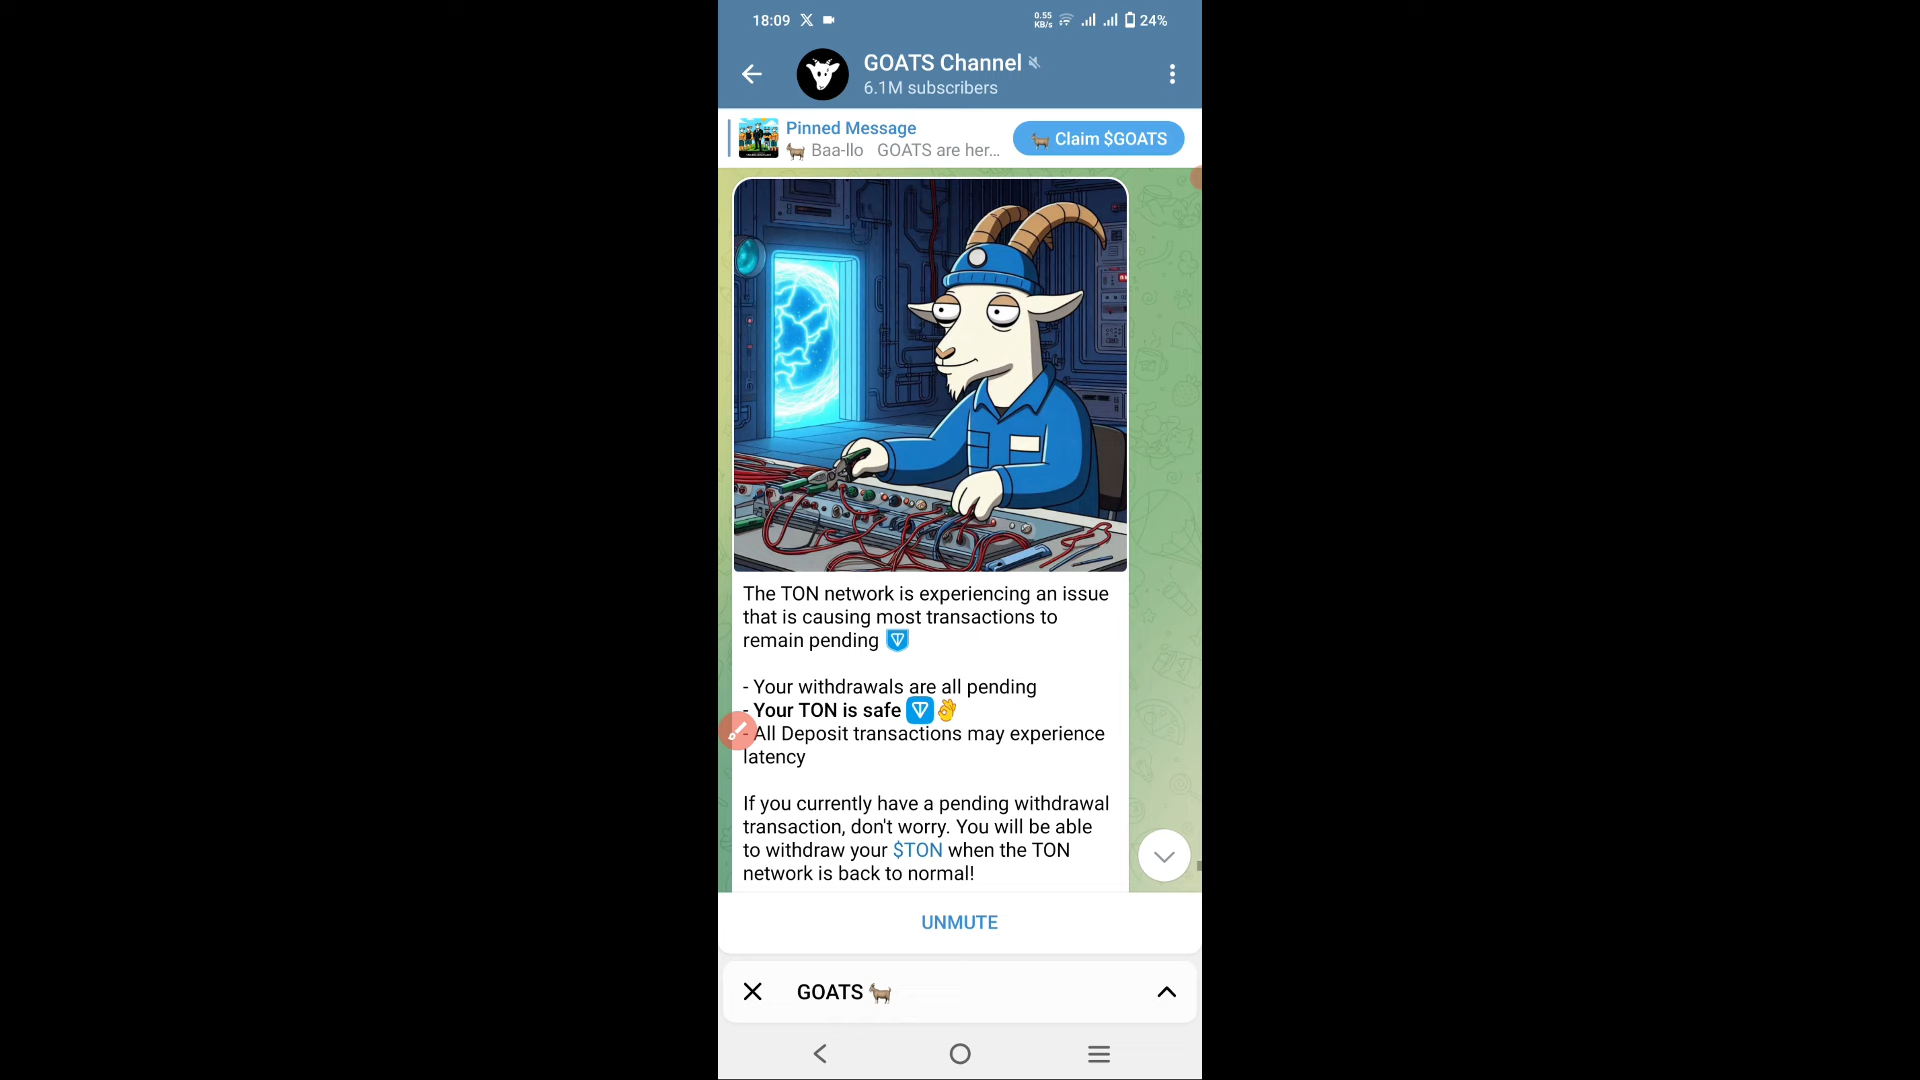 18:09
0.55
KB/s
24%
GOATS Channel
6.1M subscribers
Pinned Message
🐐 Baa-llo GOATS are her...
🐐 Claim $GOATS
The TON network is experiencing an issue
that is causing most transactions to
remain pending
- Your withdrawals are all pending
- Your TON is safe 👌
- All Deposit transactions may experience
latency
If you currently have a pending withdrawal
transaction, don't worry. You will be able
to withdraw your $TON when the TON
network is back to normal!
UNMUTE
GOATS 🐐